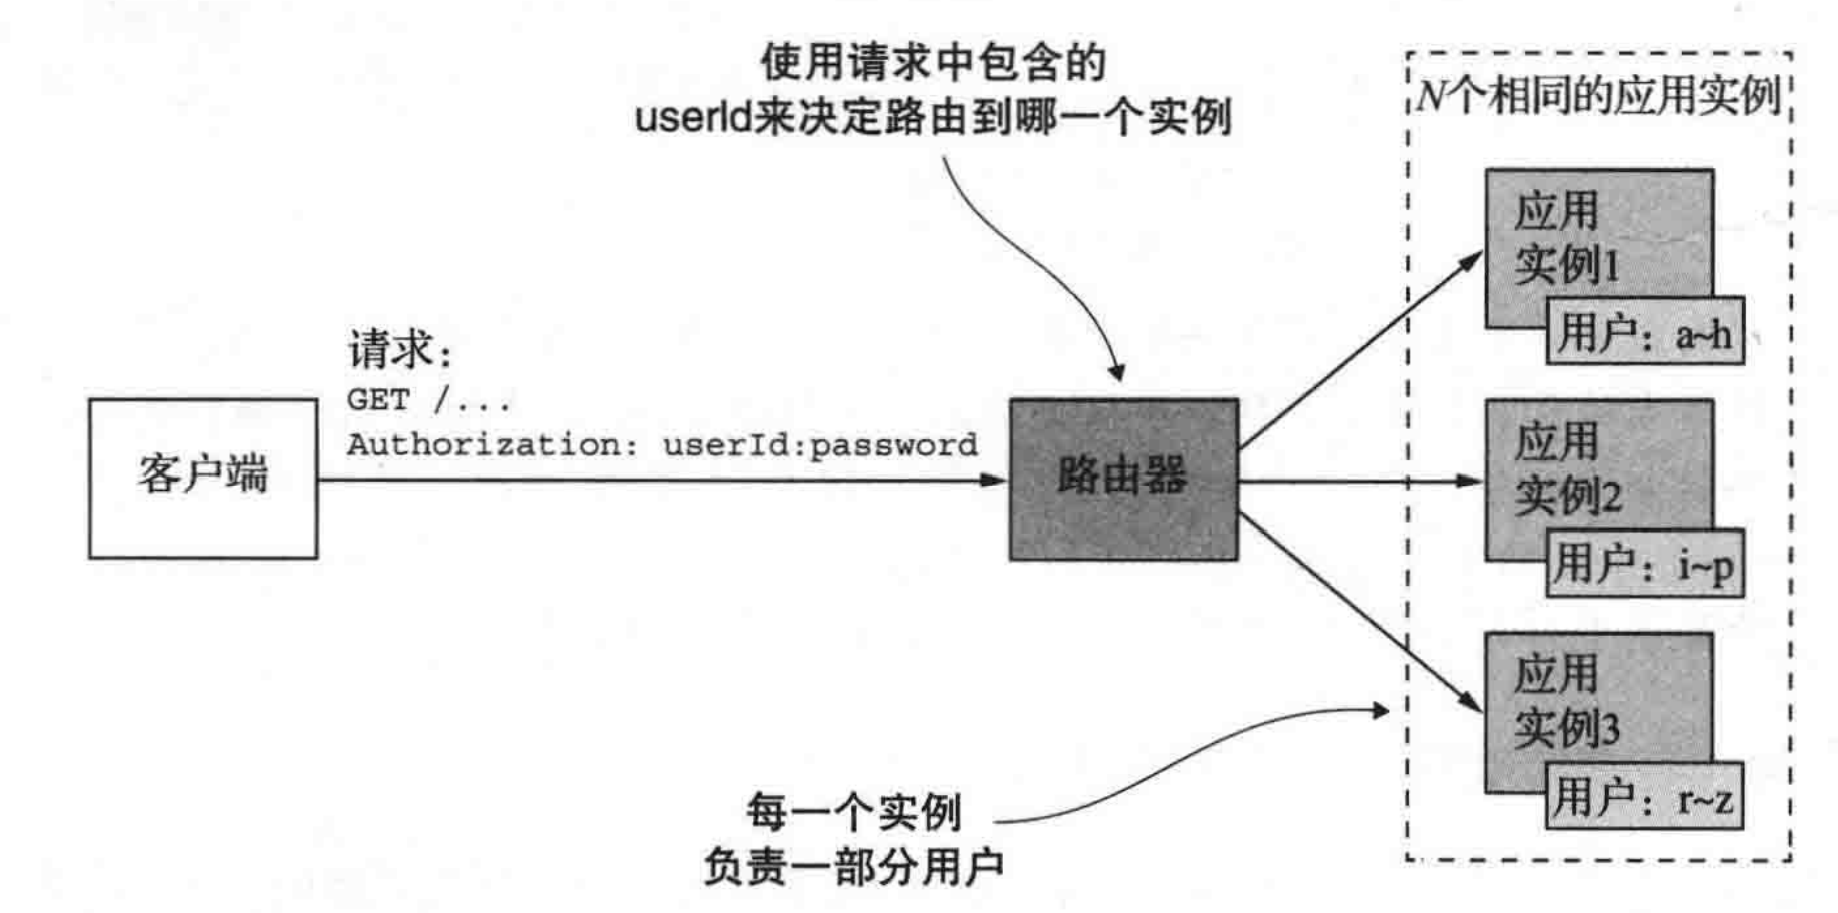 使用请求中包含的
userId来决定路由到哪一个实例
N个相同的应用实例
应用
实例1
用户：a~h
请求：
GET /...
Authorization: userId:password
客户端
路由器
应用
实例2
用户：i~p
应用
实例3
用户：r~z
每一个实例
负责一部分用户